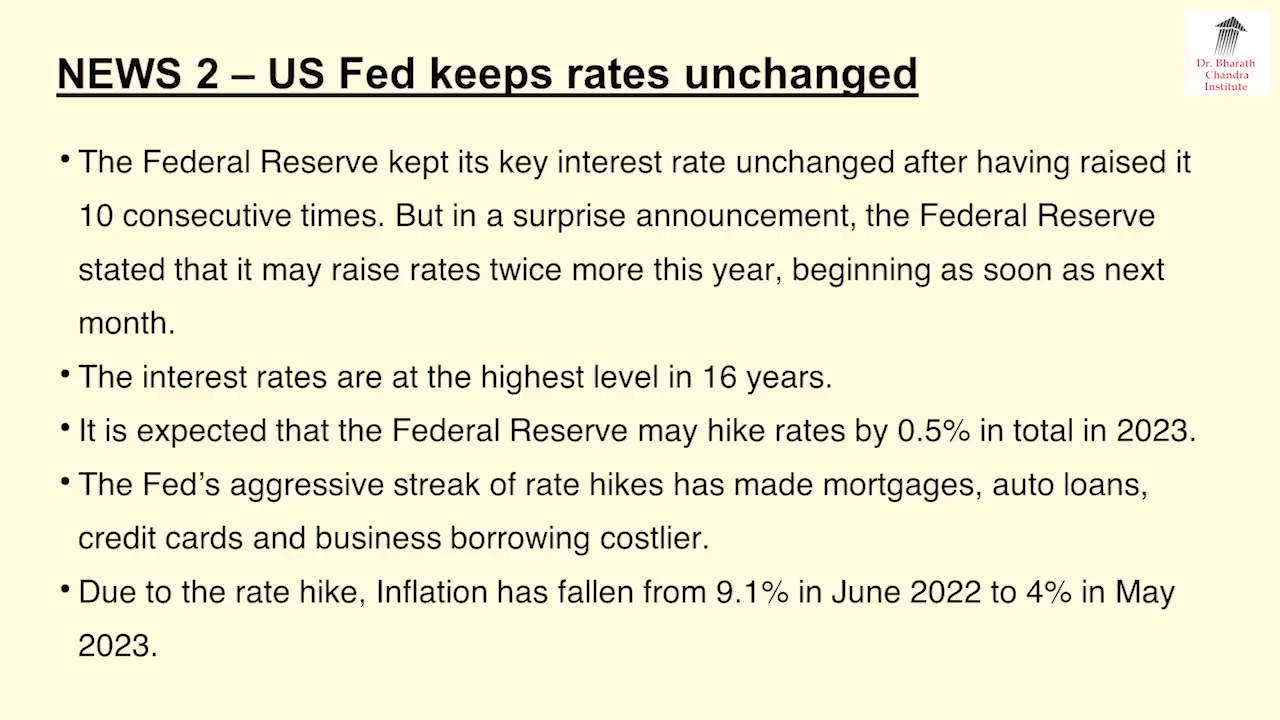 NEWS 2 – US Fed keeps rates unchanged
Dr. Bharath
Chandra
Institute
• The Federal Reserve kept its key interest rate unchanged after having raised it
10 consecutive times. But in a surprise announcement, the Federal Reserve
stated that it may raise rates twice more this year, beginning as soon as next
month.
• The interest rates are at the highest level in 16 years.
• It is expected that the Federal Reserve may hike rates by 0.5% in total in 2023.
• The Fed’s aggressive streak of rate hikes has made mortgages, auto loans,
credit cards and business borrowing costlier.
• Due to the rate hike, Inflation has fallen from 9.1% in June 2022 to 4% in May
2023.